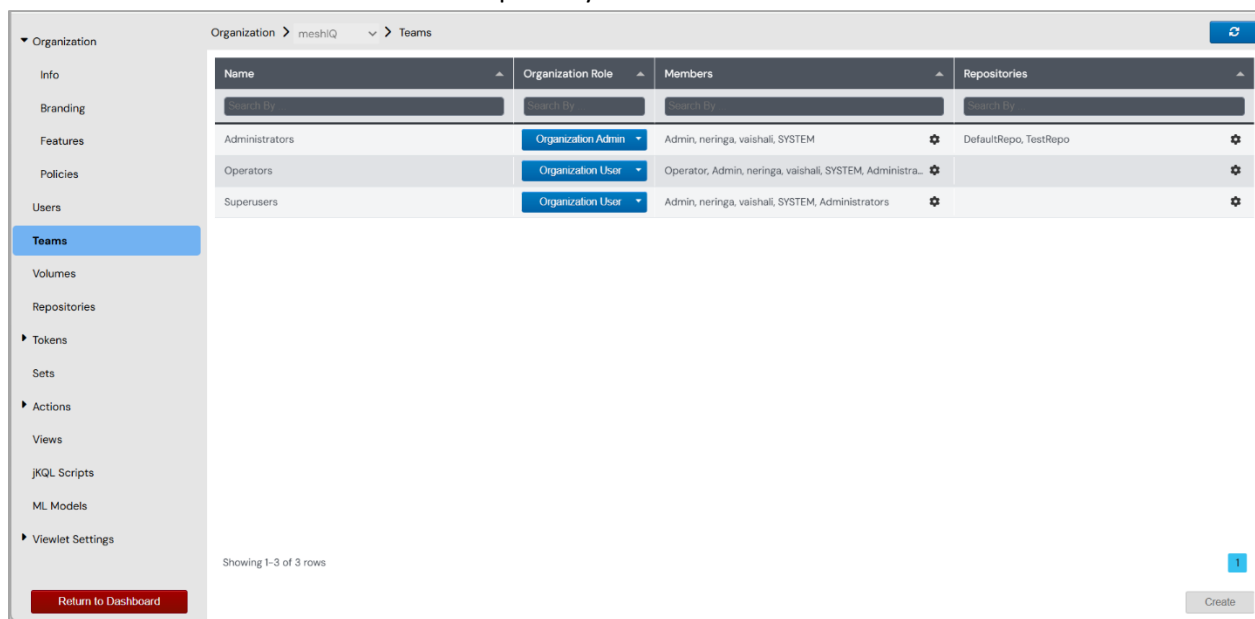 Organization
Info
Branding
Features
Policies
Users
Teams
Volumes
Repositories
Tokens
Sets
Actions
Views
jKQL Scripts
ML Models
Viewlet Settings
Return to Dashboard
Organization > meshIQ > Teams
Name Organization Role Members Repositories
Search By Search By Search By Search By
Administrators Organization Admin Admin, neringa, vaishali, SYSTEM DefaultRepo, TestRepo
Operators Organization User Operator, Admin, neringa, vaishali, SYSTEM, Administra...
Superusers Organization User Admin, neringa, vaishali, SYSTEM, Administrators
Showing 1-3 of 3 rows 1
Create